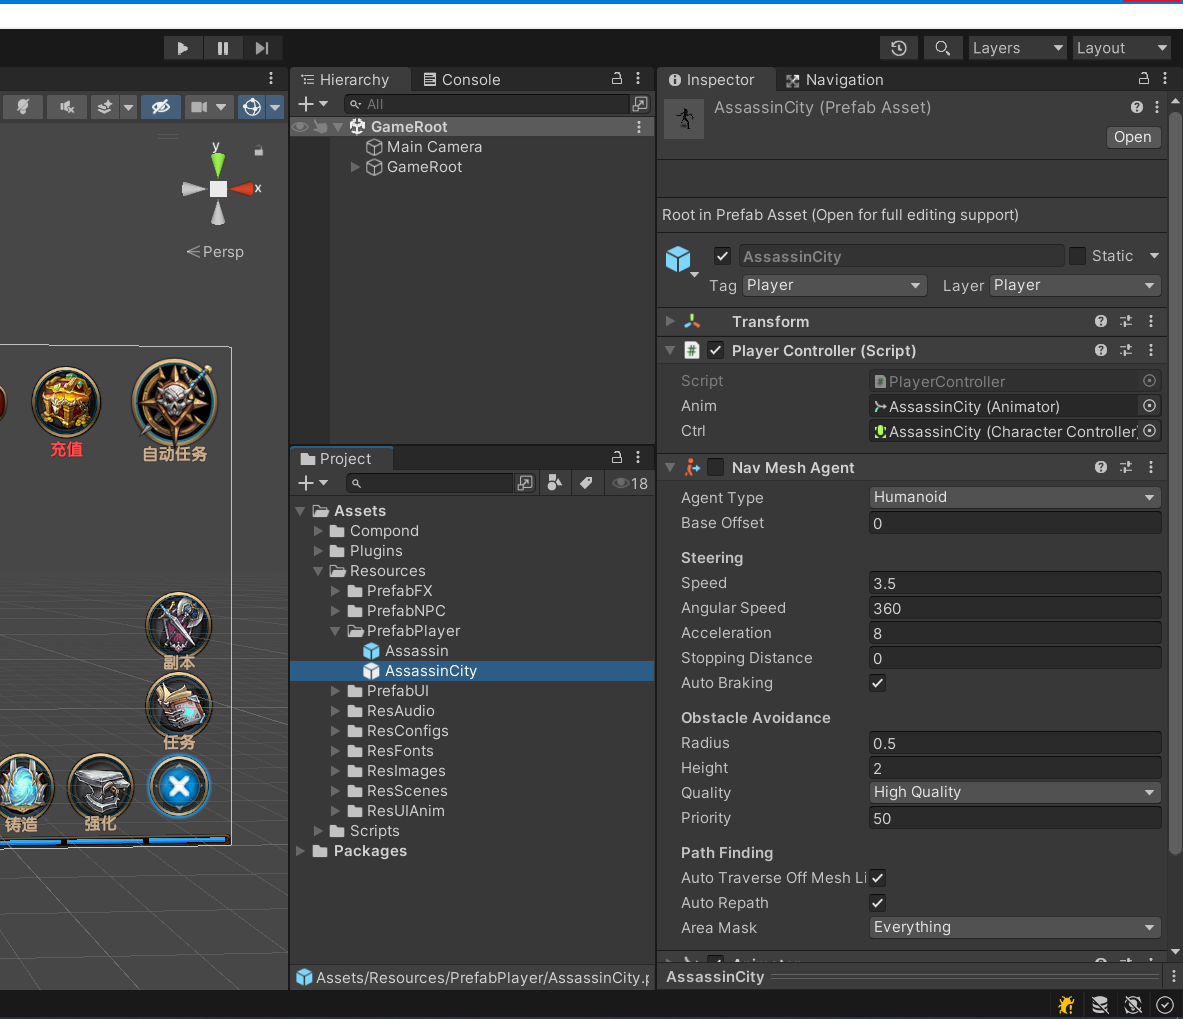 Layers
Layout
Hierarchy
Console
All
GameRoot
Main Camera
GameRoot
y
x
Persp
充值
自动任务
副本
任务
铸造
强化
Project
18
Assets
Compond
Plugins
Resources
PrefabFX
PrefabNPC
PrefabPlayer
Assassin
AssassinCity
PrefabUI
ResAudio
ResConfigs
ResFonts
ResImages
ResScenes
ResUIAnim
Scripts
Packages
Assets/Resources/PrefabPlayer/AssassinCity.p
Inspector
Navigation
AssassinCity (Prefab Asset)
Open
Root in Prefab Asset (Open for full editing support)
AssassinCity
Static
Tag Player
Layer Player
Transform
Player Controller (Script)
Script PlayerController
Anim AssassinCity (Animator)
Ctrl AssassinCity (Character Controller)
Nav Mesh Agent
Agent Type Humanoid
Base Offset 0
Steering
Speed 3.5
Angular Speed 360
Acceleration 8
Stopping Distance 0
Auto Braking
Obstacle Avoidance
Radius 0.5
Height 2
Quality High Quality
Priority 50
Path Finding
Auto Traverse Off Mesh Li
Auto Repath
Area Mask Everything
AssassinCity